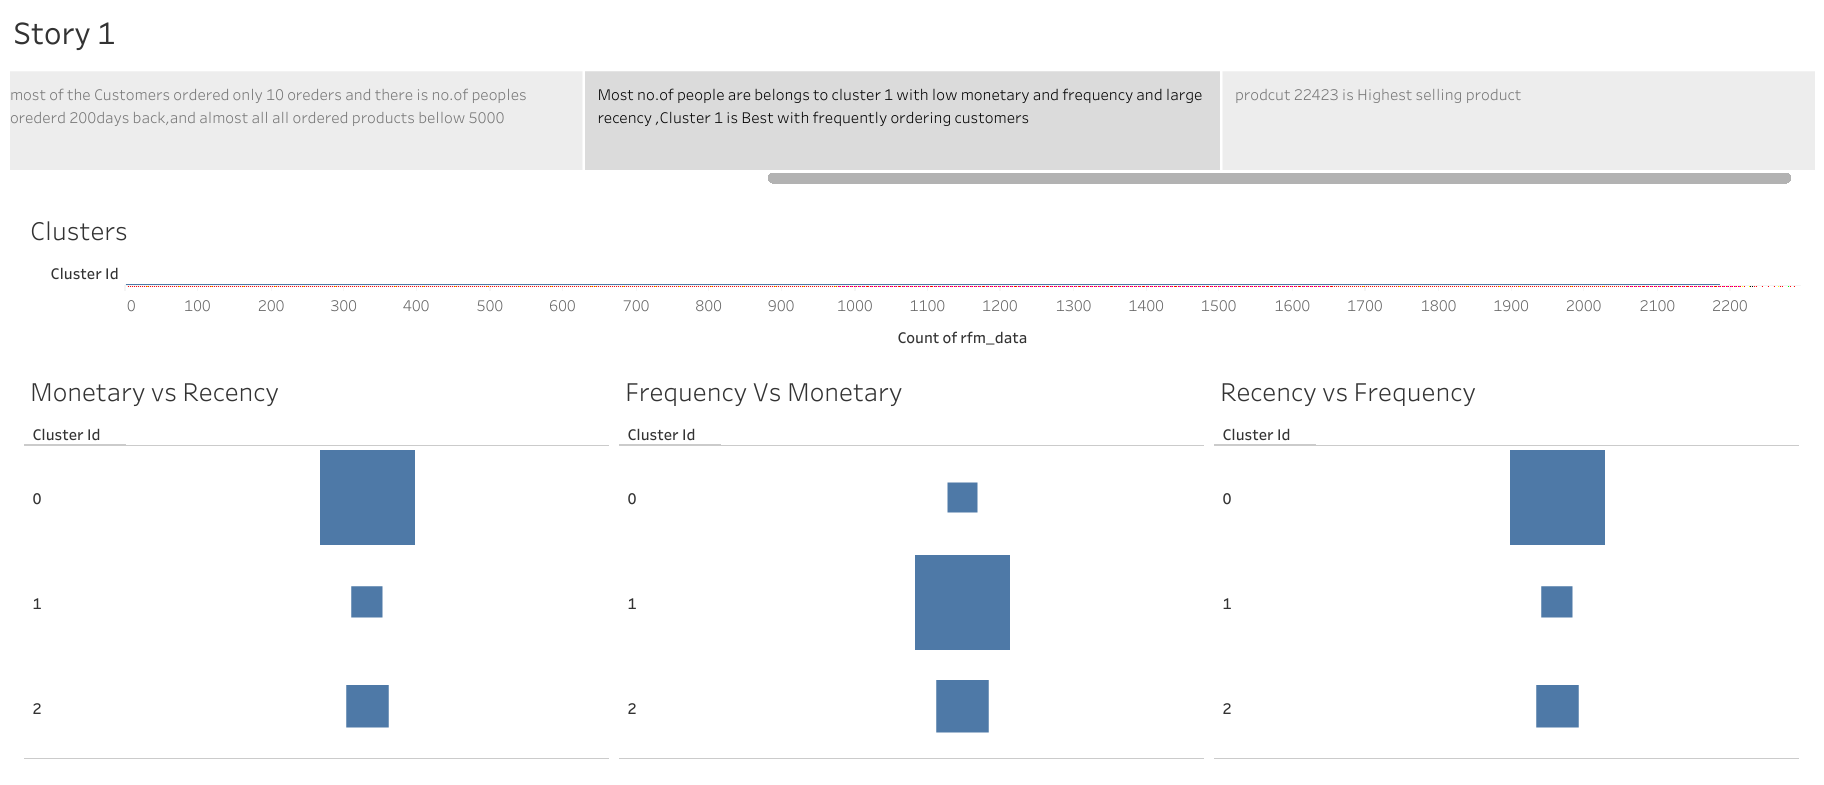 Story 1
most of the Customers ordered only 10 oreders and there is no.of peoples
orederd 200days back,and almost all all ordered products bellow 5000
Most no.of people are belongs to cluster 1 with low monetary and frequency and large
recency ,Cluster 1 is Best with frequently ordering customers
prodcut 22423 is Highest selling product
Clusters
Cluster Id
0 100 200 300 400 500 600 700 800 900 1000 1100 1200 1300 1400 1500 1600 1700 1800 1900 2000 2100 2200
Count of rfm_data
Monetary vs Recency
Cluster Id
0
1
2
Frequency Vs Monetary
Cluster Id
0
1
2
Recency vs Frequency
Cluster Id
0
1
2